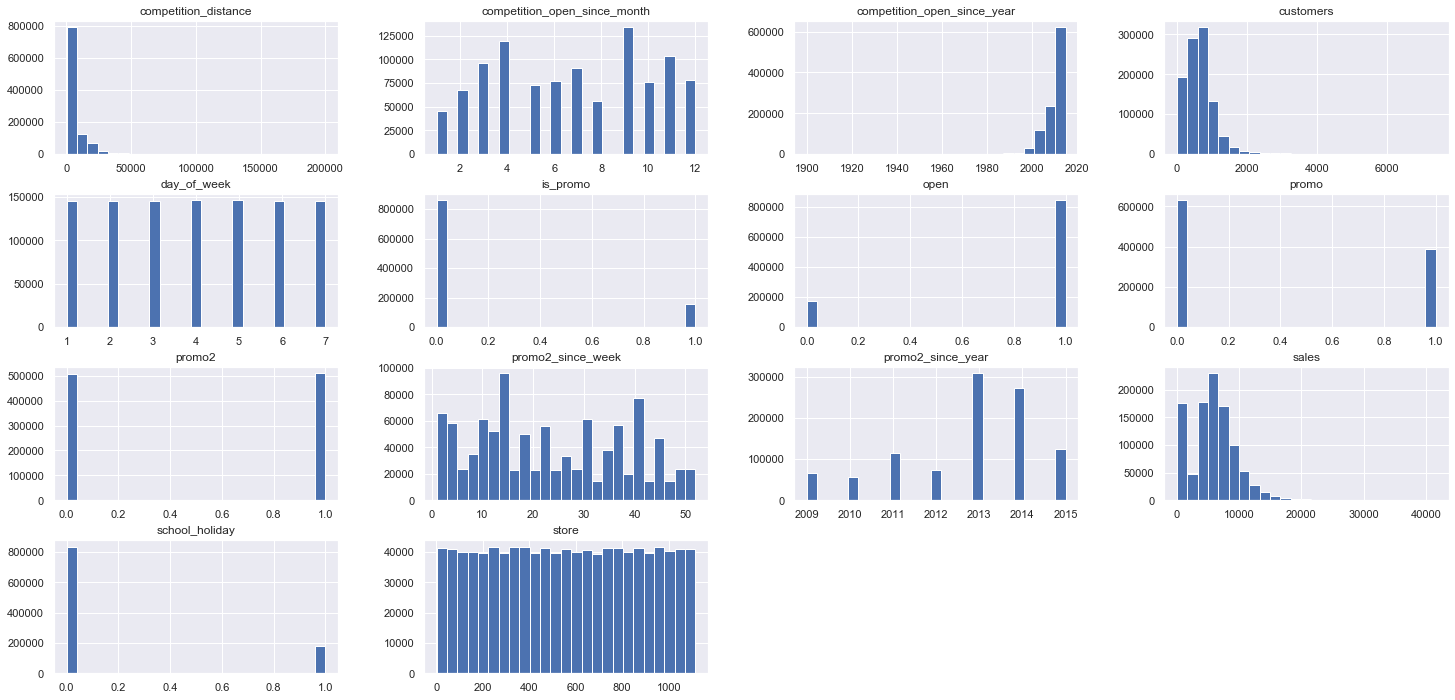 competition_distance
800000
600000
400000
200000
0
0 50000 100000 150000 200000
competition_open_since_month
125000
100000
75000
50000
25000
0
2 4 6 8 10 12
competition_open_since_year
600000
400000
200000
0
1900 1920 1940 1960 1980 2000 2020
customers
300000
200000
100000
0
0 2000 4000 6000
day_of_week
150000
100000
50000
0
1 2 3 4 5 6 7
is_promo
800000
600000
400000
200000
0
0.0 0.2 0.4 0.6 0.8 1.0
open
800000
600000
400000
200000
0
0.0 0.2 0.4 0.6 0.8 1.0
promo
600000
400000
200000
0
0.0 0.2 0.4 0.6 0.8 1.0
promo2
500000
400000
300000
200000
100000
0
0.0 0.2 0.4 0.6 0.8 1.0
promo2_since_week
100000
80000
60000
40000
20000
0
0 10 20 30 40 50
promo2_since_year
300000
200000
100000
0
2009 2010 2011 2012 2013 2014 2015
sales
200000
150000
100000
50000
0
0 10000 20000 30000 40000
school_holiday
800000
600000
400000
200000
0
0.0 0.2 0.4 0.6 0.8 1.0
store
40000
30000
20000
10000
0
0 200 400 600 800 1000